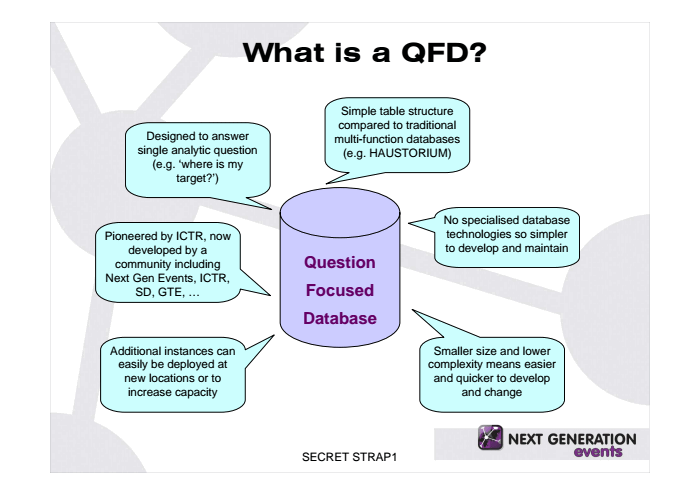 What is a QFD?
Simple table structure
compared to traditional
multi-function databases
(e.g. HAUSTORIUM)
Designed to answer
single analytic question
(e.g. ‘where is my
target?’)
No specialised database
technologies so simpler
to develop and maintain
Pioneered by ICTR, now
developed by a
community including
Next Gen Events, ICTR,
SD, GTE, …
Question
Focused
Database
Additional instances can
easily be deployed at
new locations or to
increase capacity
Smaller size and lower
complexity means easier
and quicker to develop
and change
NEXT GENERATION
events
SECRET STRAP1